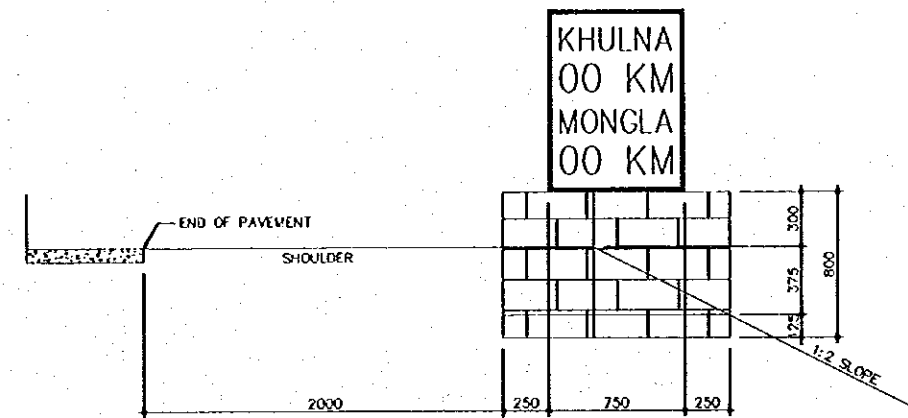 KHULNA
00 KM
MONGLA
00 KM
END OF PAVEMENT
SHOULDER
300
375
800
125
1:2 SLOPE
2000
250
750
250